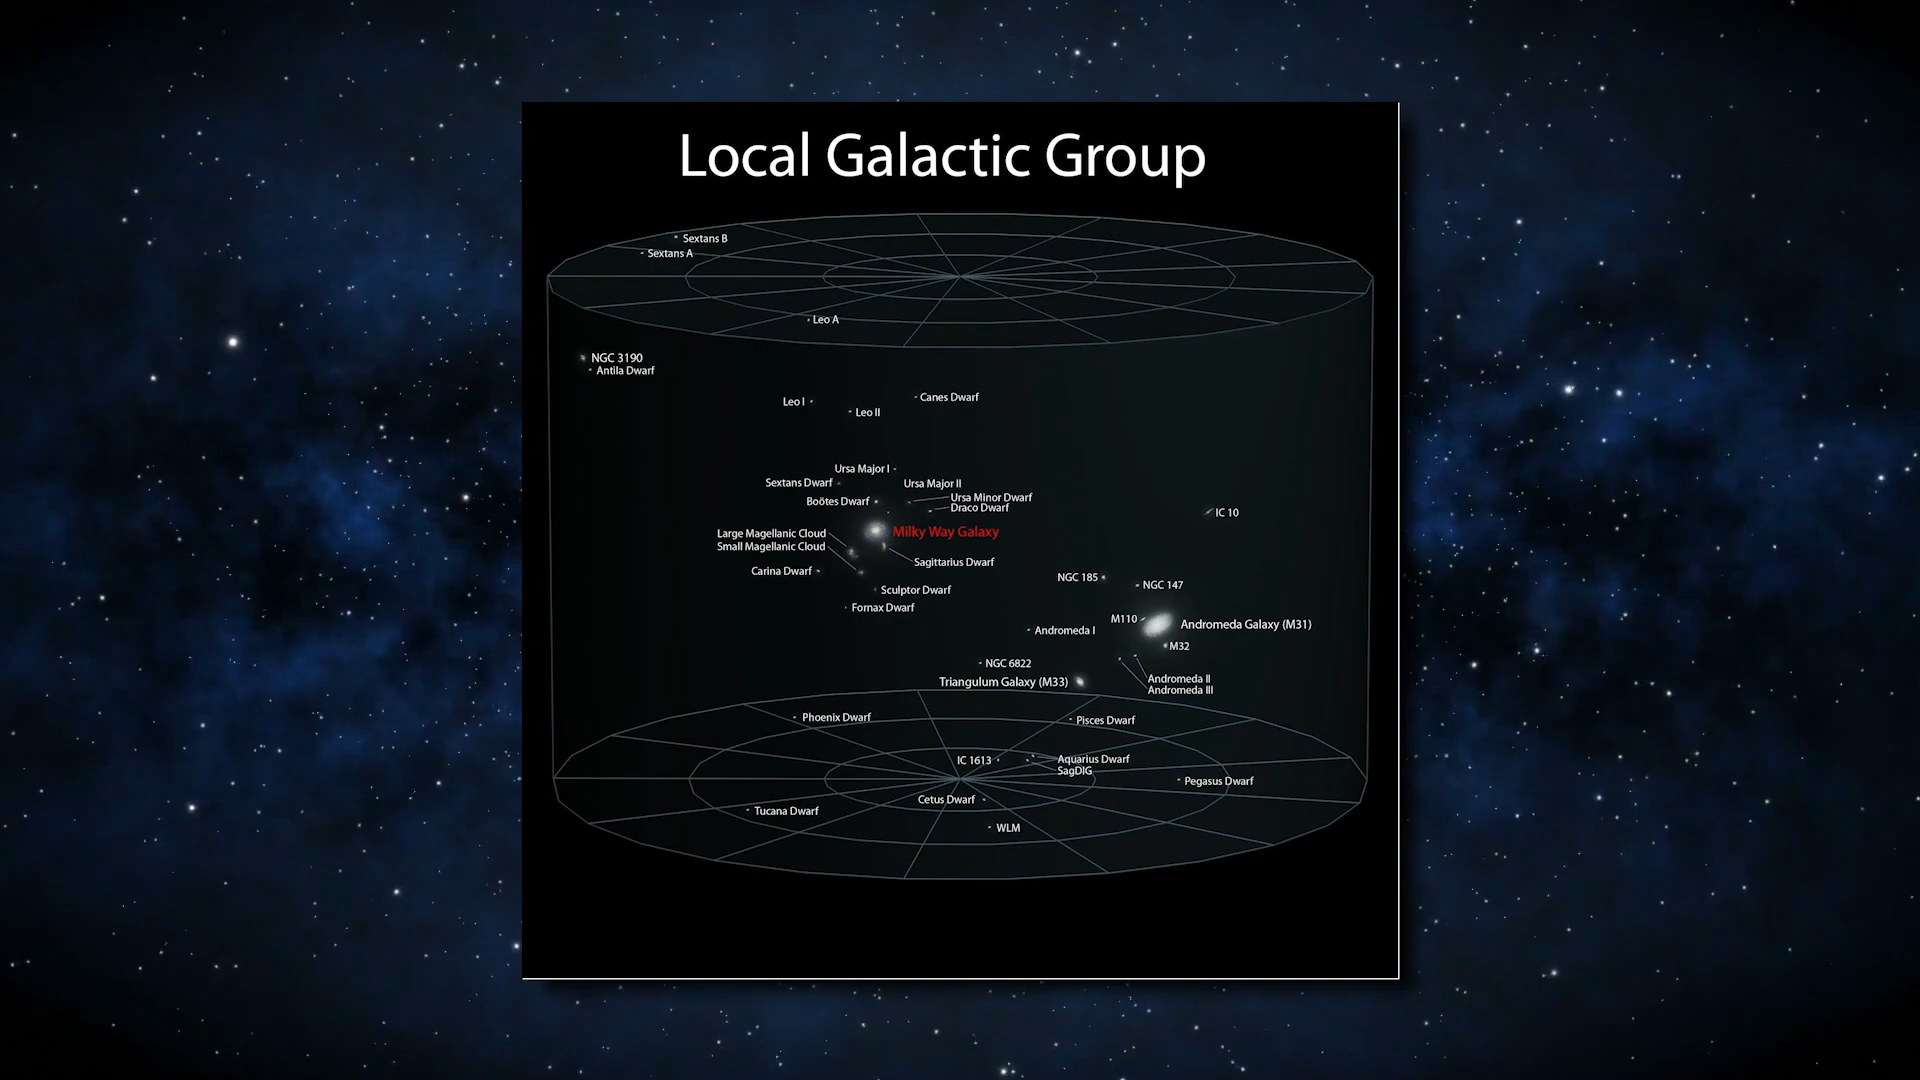 Local Galactic Group
Sextans B
Sextans A
Leo A
NGC 3190
Antila Dwarf
Leo I
Leo II
Canes Dwarf
Ursa Major I
Sextans Dwarf
Ursa Major II
Boötes Dwarf
Ursa Minor Dwarf
Draco Dwarf
IC 10
Milky Way Galaxy
Large Magellanic Cloud
Small Magellanic Cloud
Sagittarius Dwarf
Carina Dwarf
NGC 185
NGC 147
Sculptor Dwarf
Fornax Dwarf
M110
Andromeda Galaxy (M31)
Andromeda I
M32
NGC 6822
Triangulum Galaxy (M33)
Andromeda II
Andromeda III
Phoenix Dwarf
Pisces Dwarf
IC 1613
Aquarius Dwarf
SagDIG
Pegasus Dwarf
Cetus Dwarf
Tucana Dwarf
WLM